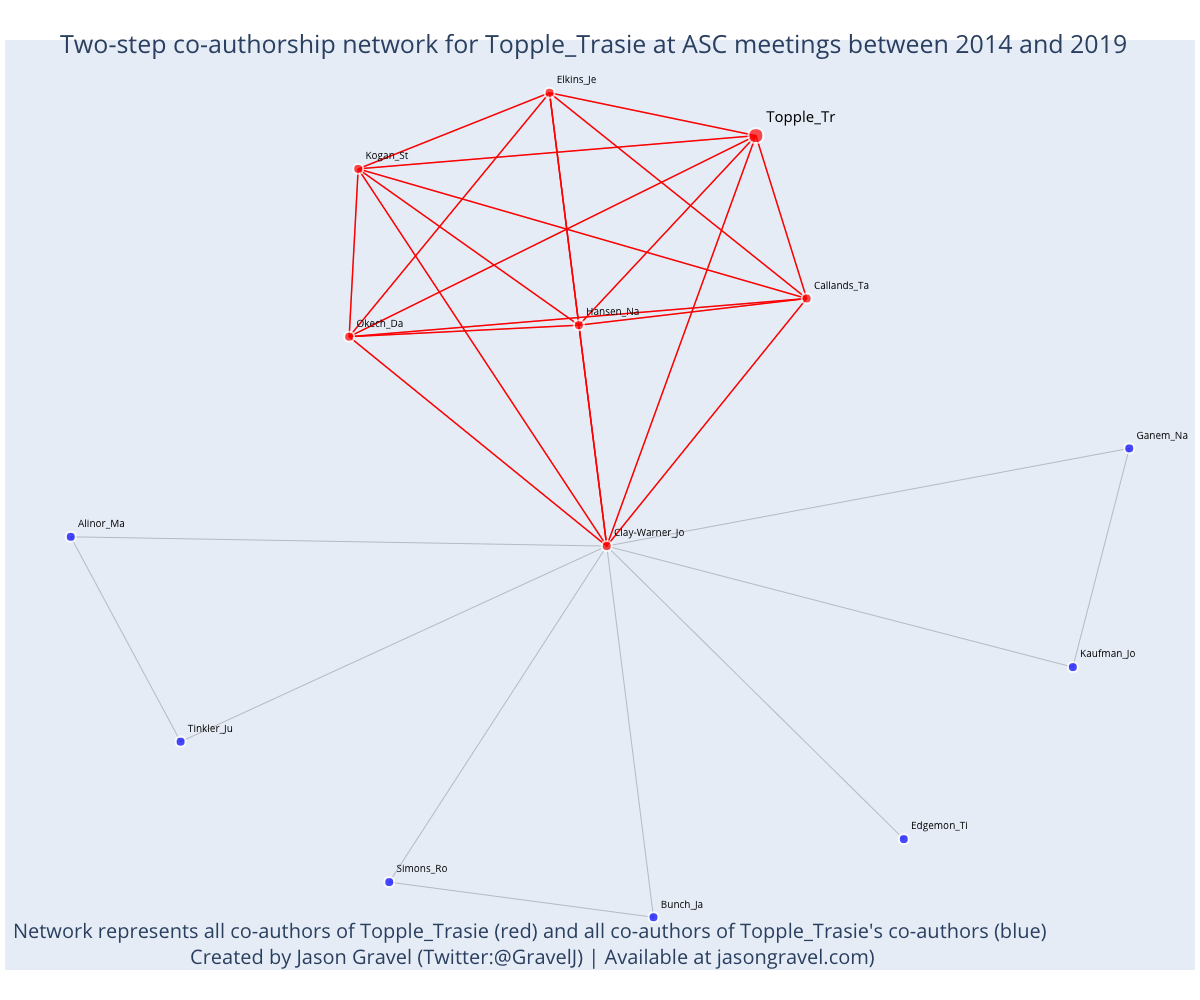 Two-step co-authorship network for Topple_Trasie at ASC meetings between 2014 and 2019
Elkins_Je
Topple_Tr
Kogan_St
Callands_Ta
Hansen_Na
Okech_Da
Ganem_Na
Alinor_Ma
Clay-Warner_Jo
Kaufman_Jo
Tinkler_Ju
Edgemon_Ti
Simons_Ro
Bunch_Ja
Network represents all co-authors of Topple_Trasie (red) and all co-authors of Topple_Trasie's co-authors (blue)
Created by Jason Gravel (Twitter:@GravelJ) | Available at jasongravel.com)